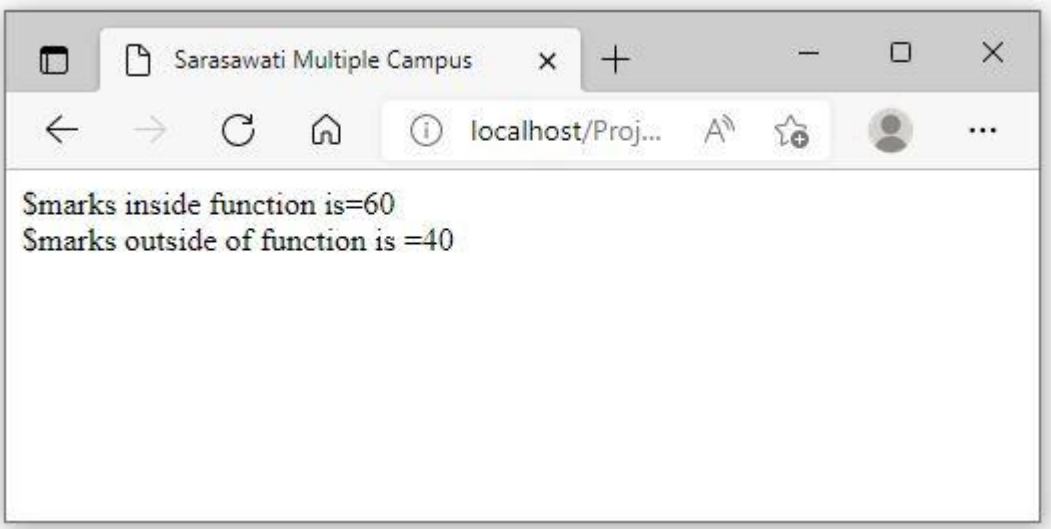 Sarasawati Multiple Campus
localhost/Proj...
$marks inside function is=60
$marks outside of function is =40